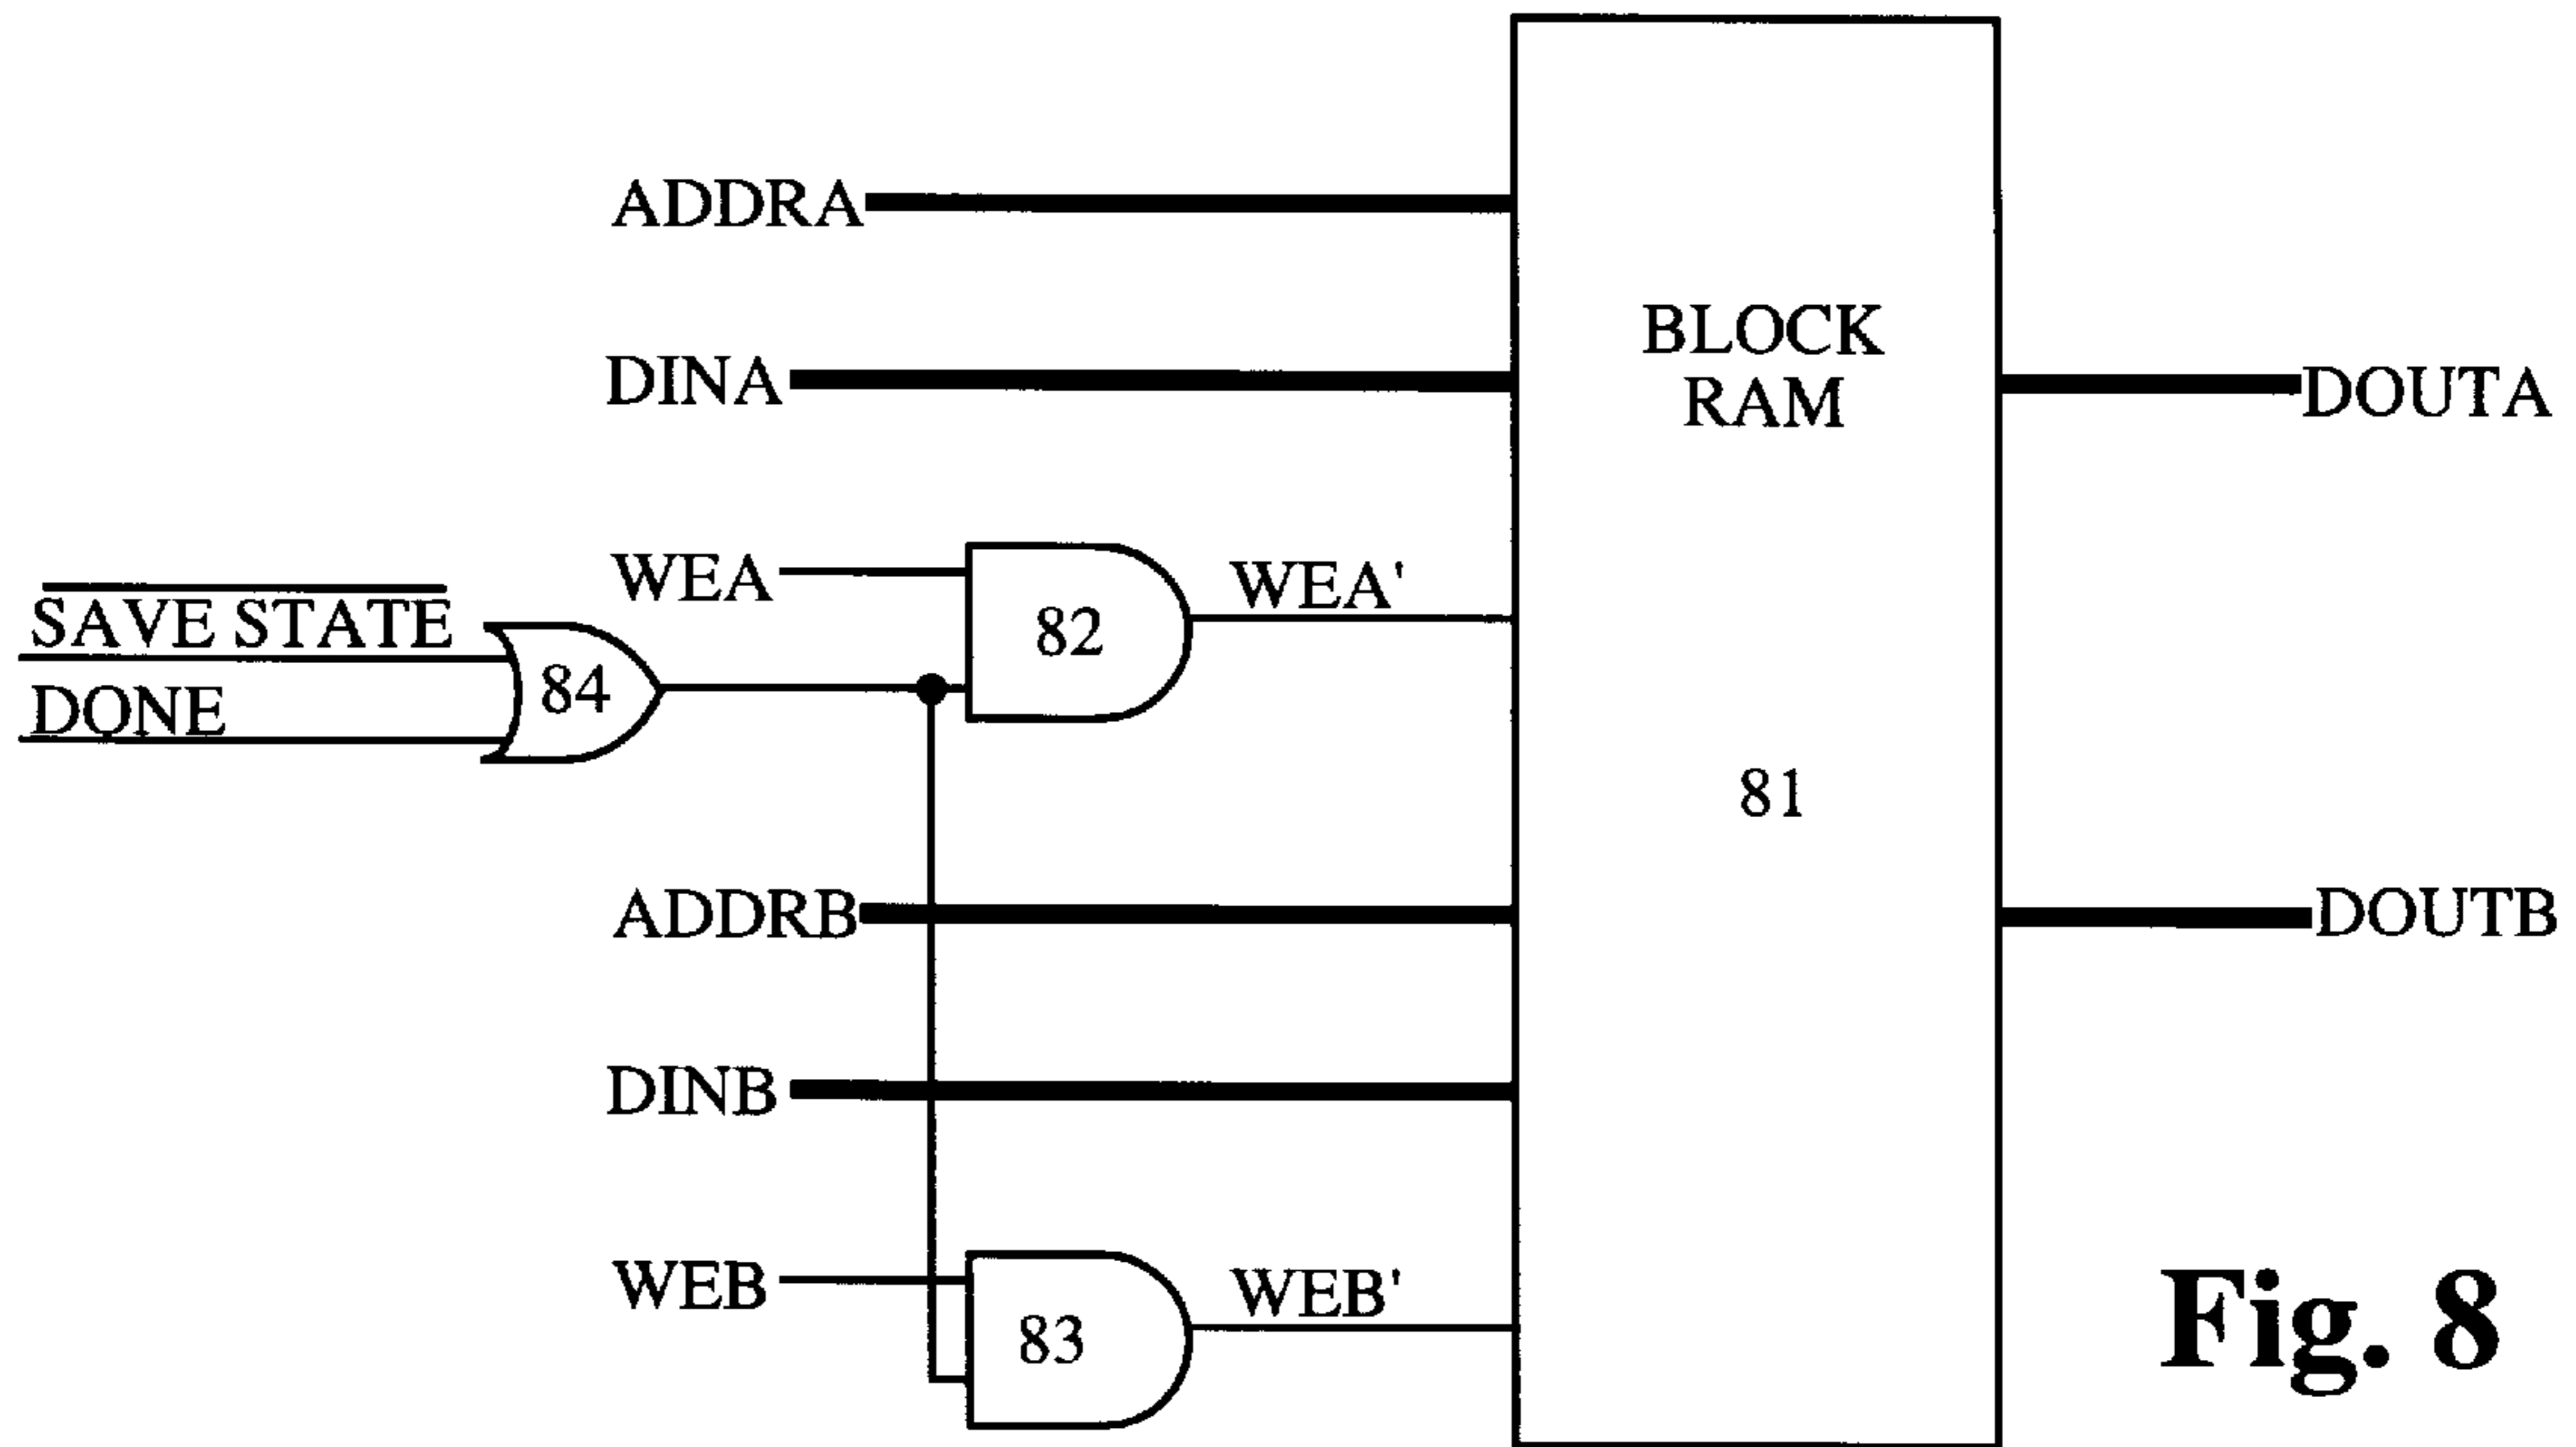 ADDRA
BLOCK
RAM
DINA
DOUTA
WEA
WEA'
SAVE STATE
82
84
DONE
81
ADDRB
DOUTB
DINB
WEB
WEB'
83
Fig. 8